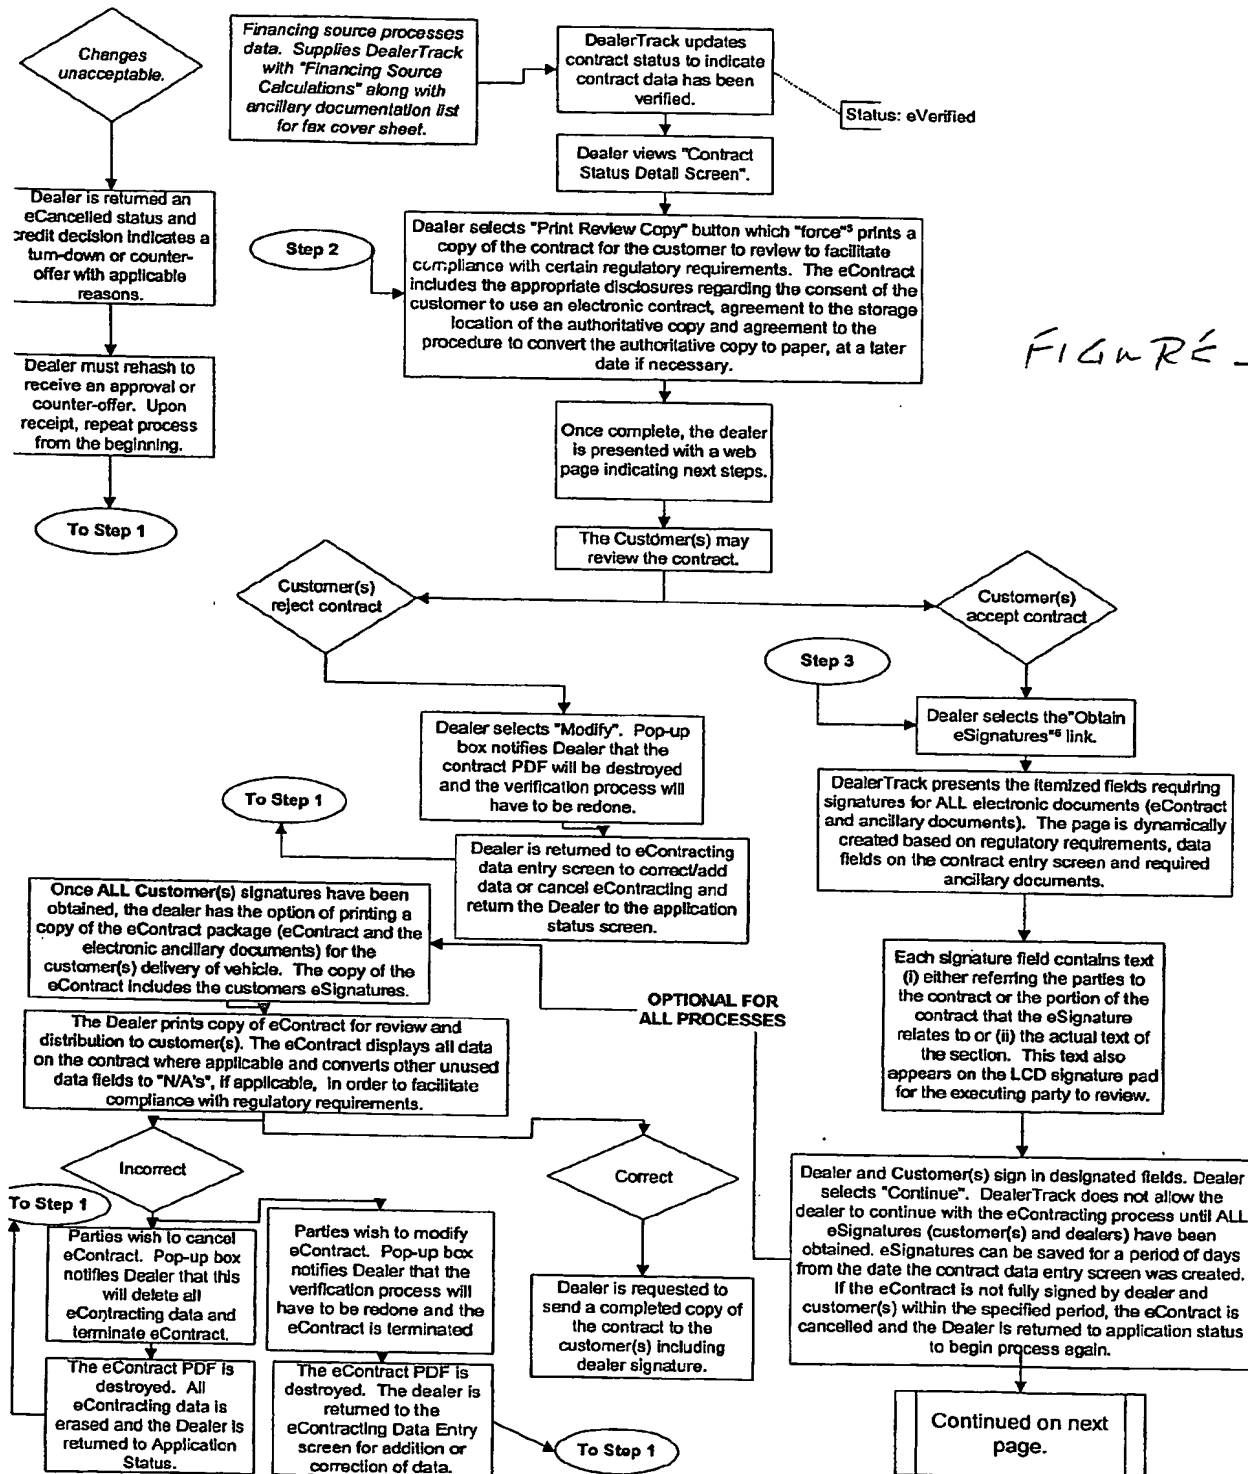 Changes
unacceptable.
Financing source processes
data. Supplies DealerTrack
with "Financing Source
Calculations" along with
ancillary documentation list
for fax cover sheet.
DealerTrack updates
contract status to indicate
contract data has been
verified.
Status: eVerified
Dealer views "Contract
Status Detail Screen".
Dealer is returned an
eCancelled status and
credit decision indicates a
turn-down or counter-
offer with applicable
reasons.
Step 2
Dealer selects "Print Review Copy" button which "force"⁵ prints a
copy of the contract for the customer to review to facilitate
compliance with certain regulatory requirements. The eContract
includes the appropriate disclosures regarding the consent of the
customer to use an electronic contract, agreement to the storage
location of the authoritative copy and agreement to the
procedure to convert the authoritative copy to paper, at a later
date if necessary.
FIGURE -
Dealer must rehash to
receive an approval or
counter-offer. Upon
receipt, repeat process
from the beginning.
To Step 1
Once complete, the dealer
is presented with a web
page indicating next steps.
The Customer(s) may
review the contract.
Customer(s)
reject contract
Customer(s)
accept contract
Step 3
Dealer selects the"Obtain
eSignatures"⁶ link.
Dealer selects "Modify". Pop-up
box notifies Dealer that the
contract PDF will be destroyed
and the verification process will
have to be redone.
To Step 1
Dealer is returned to eContracting
data entry screen to correct/add
data or cancel eContracting and
return the Dealer to the application
status screen.
DealerTrack presents the itemized fields requiring
signatures for ALL electronic documents (eContract
and ancillary documents). The page is dynamically
created based on regulatory requirements, data
fields on the contract entry screen and required
ancillary documents.
Once ALL Customer(s) signatures have been
obtained, the dealer has the option of printing a
copy of the eContract package (eContract and the
electronic ancillary documents) for the
customer(s) delivery of vehicle. The copy of the
eContract includes the customers eSignatures.
OPTIONAL FOR
ALL PROCESSES
Each signature field contains text
(i) either referring the parties to
the contract or the portion of the
contract that the eSignature
relates to or (ii) the actual text of
the section. This text also
appears on the LCD signature pad
for the executing party to review.
The Dealer prints copy of eContract for review and
distribution to customer(s). The eContract displays all data
on the contract where applicable and converts other unused
data fields to "N/A's", if applicable, in order to facilitate
compliance with regulatory requirements.
Incorrect
Correct
To Step 1
Parties wish to cancel
eContract. Pop-up box
notifies Dealer that this
will delete all
eContracting data and
terminate eContract.
Parties wish to modify
eContract. Pop-up box
notifies Dealer that the
verification process will
have to be redone and the
eContract is terminated
Dealer is requested to
send a completed copy of
the contract to the
customer(s) including
dealer signature.
Dealer and Customer(s) sign in designated fields. Dealer
selects "Continue". DealerTrack does not allow the
dealer to continue with the eContracting process until ALL
eSignatures (customer(s) and dealers) have been
obtained. eSignatures can be saved for a period of days
from the date the contract data entry screen was created.
If the eContract is not fully signed by dealer and
customer(s) within the specified period, the eContract is
cancelled and the Dealer is returned to application status
to begin process again.
The eContract PDF is
destroyed. All
eContracting data is
erased and the Dealer is
returned to Application
Status.
The eContract PDF is
destroyed. The dealer is
returned to the
eContracting Data Entry
screen for addition or
correction of data.
To Step 1
Continued on next
page.